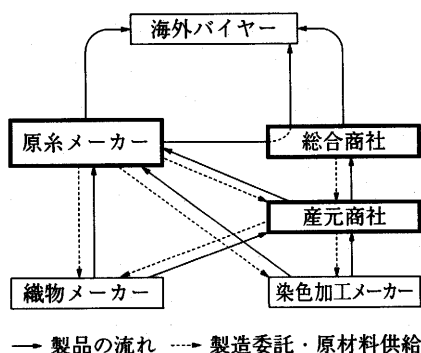 海外バイヤー
原糸メーカー
総合商社
産元商社
織物メーカー
染色加工メーカー
→ 製品の流れ ⇢ 製造委託・原材料供給